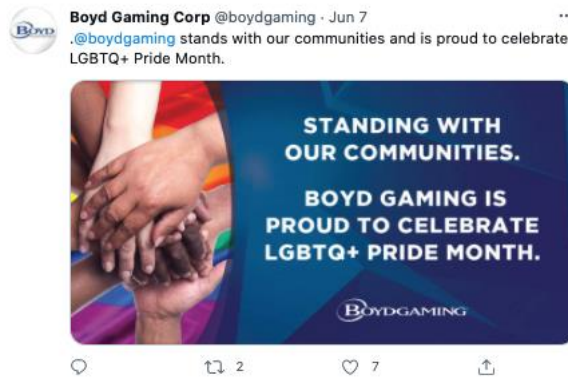 BOYD
Boyd Gaming Corp @boydgaming · Jun 7
.@boydgaming stands with our communities and is proud to celebrate
LGBTQ+ Pride Month.
STANDING WITH
OUR COMMUNITIES.
BOYD GAMING IS
PROUD TO CELEBRATE
LGBTQ+ PRIDE MONTH.
BOYDGAMING
2 7